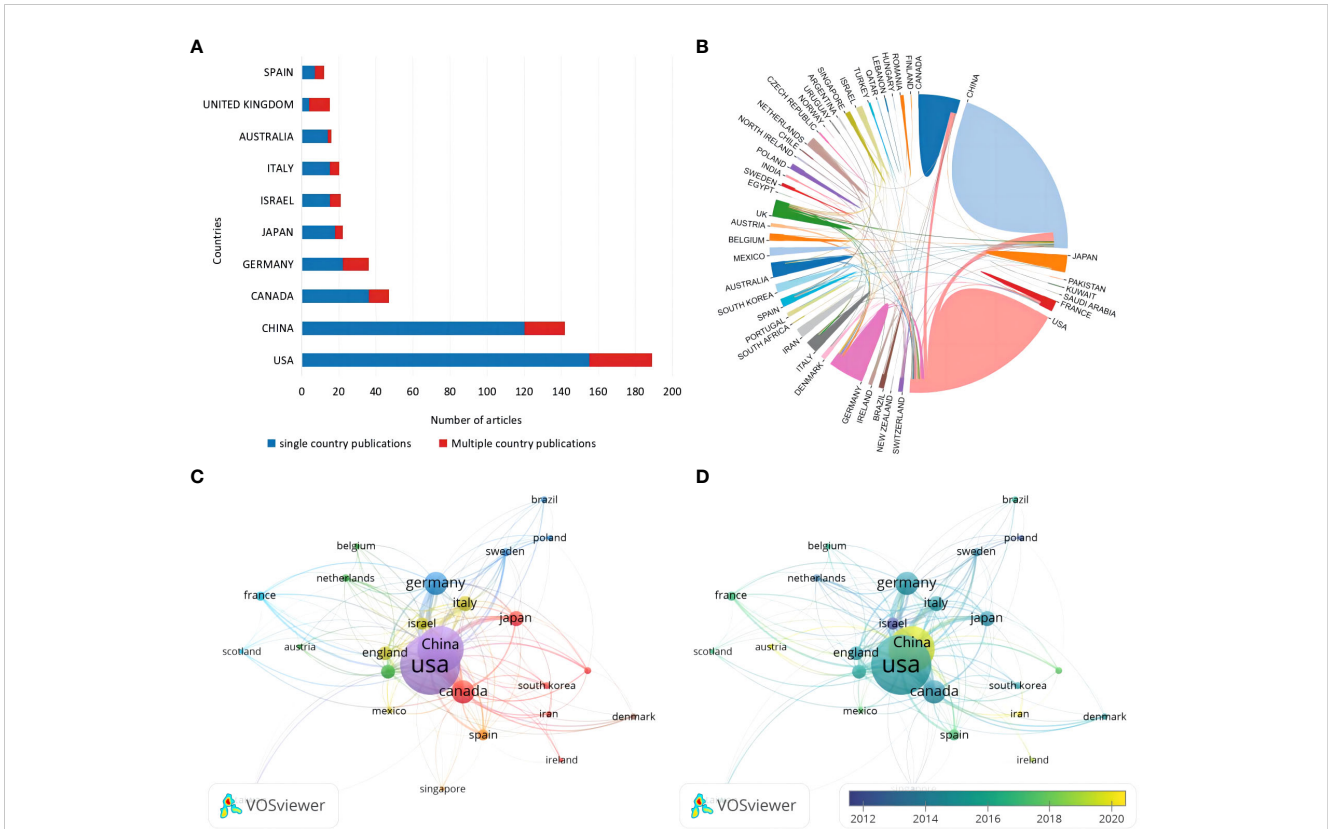 A
SPAIN
UNITED KINGDOM
AUSTRALIA
ITALY
ISRAEL
JAPAN
GERMANY
CANADA
CHINA
USA
Countries
0 20 40 60 80 100 120 140 160 180 200
Number of articles
single country publications Multiple country publications
B
CANADA
CHINA
JAPAN
PAKISTAN
KUWAIT
SAUDI ARABIA
FRANCE
USA
SWITZERLAND
NEW ZEALAND
BRAZIL
IRELAND
GERMANY
DENMARK
ITALY
IRAN
SOUTH AFRICA
PORTUGAL
SPAIN
SOUTH KOREA
AUSTRALIA
MEXICO
BELGIUM
AUSTRIA
UK
EGYPT
SWEDEN
INDIA
POLAND
NORTH IRELAND
CHILE
NETHERLANDS
CZECH REPUBLIC
NORWAY
URUGUAY
ARGENTINA
SINGAPORE
ISRAEL
TURKEY
QATAR
LEBANON
HUNGARY
ROMANIA
FINLAND
C
brazil
poland
sweden
belgium
netherlands
germany
france
italy
japan
israel
China
scotland
austria
england
usa
south korea
canada
mexico
iran
denmark
spain
ireland
singapore
VOSviewer
D
brazil
poland
sweden
belgium
netherlands
germany
france
italy
japan
israel
China
scotland
austria
england
usa
south korea
canada
mexico
iran
denmark
spain
ireland
VOSviewer
2012 2014 2016 2018 2020